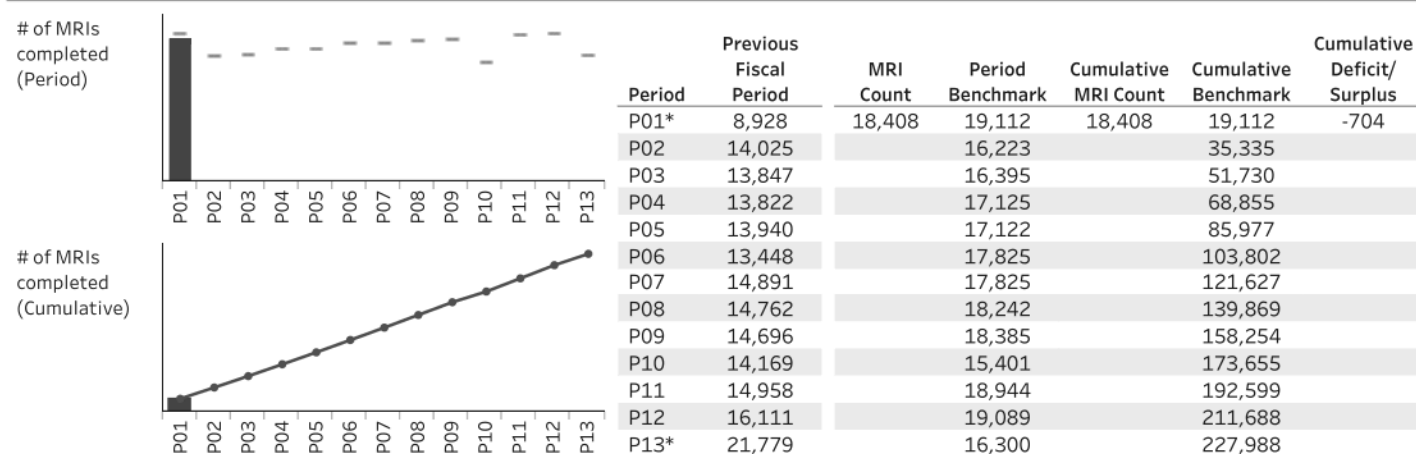 # of MRIs
completed
(Period)
P01 P02 P03 P04 P05 P06 P07 P08 P09 P10 P11 P12 P13
# of MRIs
completed
(Cumulative)
P01 P02 P03 P04 P05 P06 P07 P08 P09 P10 P11 P12 P13
Previous Cumulative
Fiscal MRI Period Cumulative Cumulative Deficit/
Period Period Count Benchmark MRI Count Benchmark Surplus
P01* 8,928 18,408 19,112 18,408 19,112 -704
P02 14,025 16,223 35,335
P03 13,847 16,395 51,730
P04 13,822 17,125 68,855
P05 13,940 17,122 85,977
P06 13,448 17,825 103,802
P07 14,891 17,825 121,627
P08 14,762 18,242 139,869
P09 14,696 18,385 158,254
P10 14,169 15,401 173,655
P11 14,958 18,944 192,599
P12 16,111 19,089 211,688
P13* 21,779 16,300 227,988